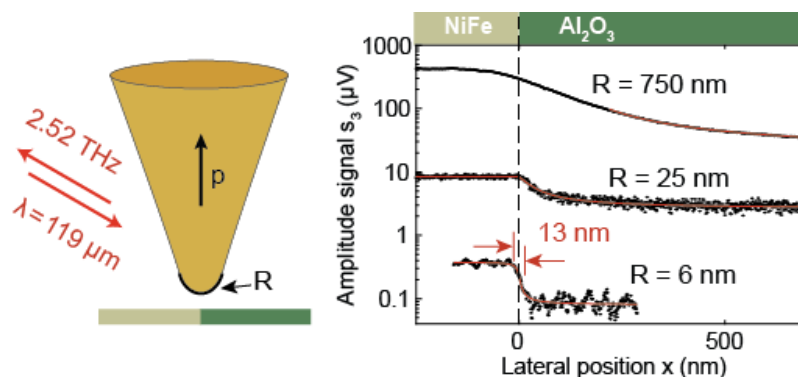 2.52 THz
λ = 119 µm
p
R
NiFe
Al₂O₃
Amplitude signal s₃ (µV)
1000
100
10
1
0.1
R = 750 nm
R = 25 nm
13 nm
R = 6 nm
0
500
Lateral position x (nm)